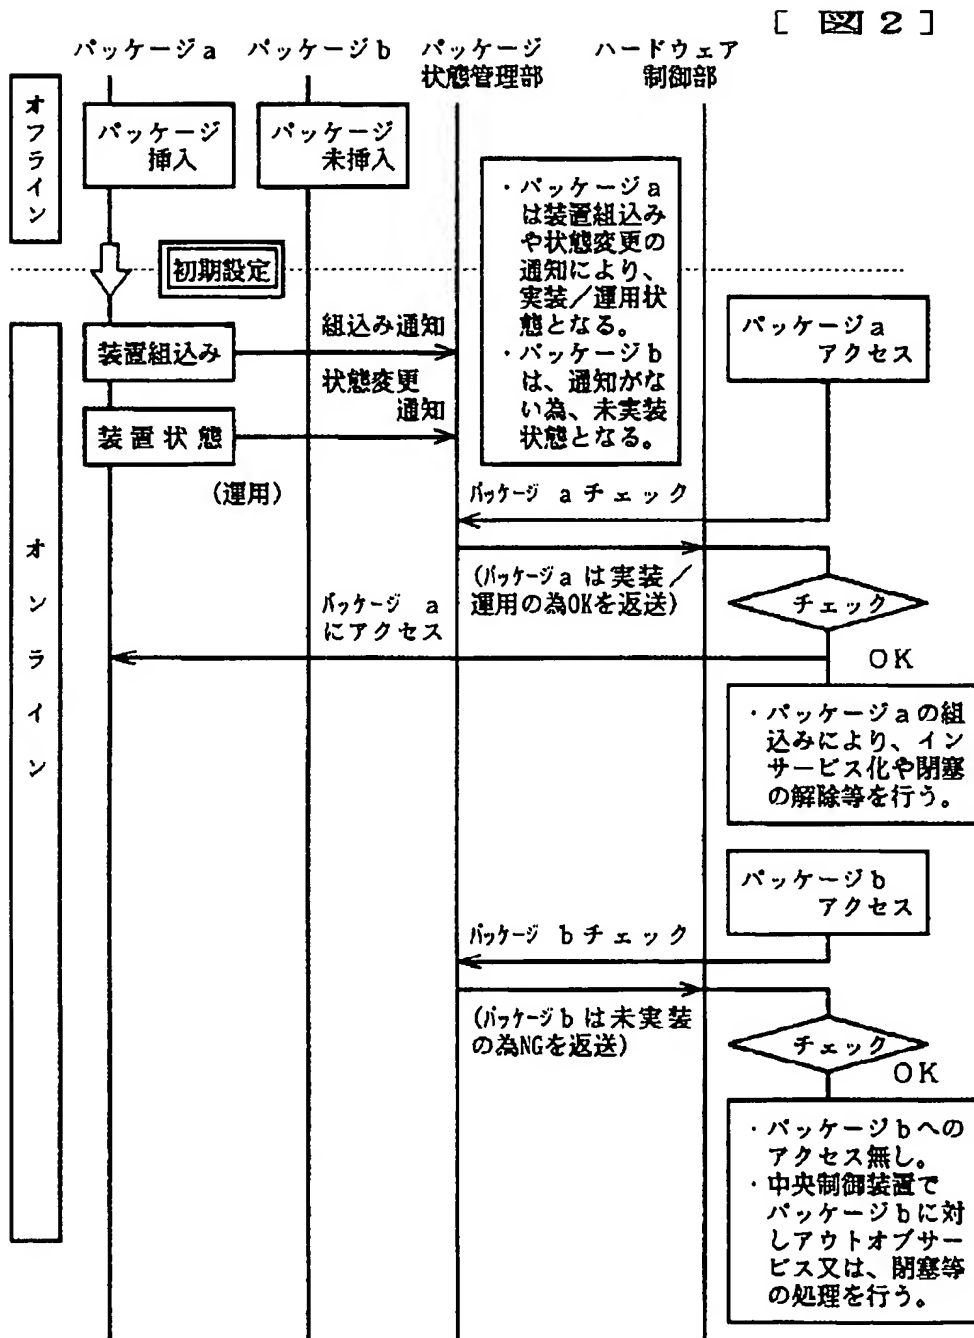 [ 図 2 ]
パッケージa
パッケージb
パッケージ
状態管理部
ハードウェア
制御部
オフライン
パッケージ
挿入
パッケージ
未挿入
初期設定
・パッケージa
は装置組込み
や状態変更の
通知により、
実装／運用状
態となる。
・パッケージb
は、通知がな
い為、未実装
状態となる。
オンライン
装置組込み
組込み通知
パッケージa
アクセス
状態変更
通知
装置状態
(運用)
パッケージ aチェック
(パッケージaは実装／
運用の為OKを返送)
チェック
パッケージ a
にアクセス
OK
・パッケージaの組
込みにより、イン
サービス化や閉塞
の解除等を行う。
パッケージb
アクセス
パッケージ bチェック
(パッケージbは未実装
の為NGを返送)
チェック
OK
・パッケージbへの
アクセス無し。
・中央制御装置で
パッケージbに対
しアウトオブサー
ビス又は、閉塞等
の処理を行う。